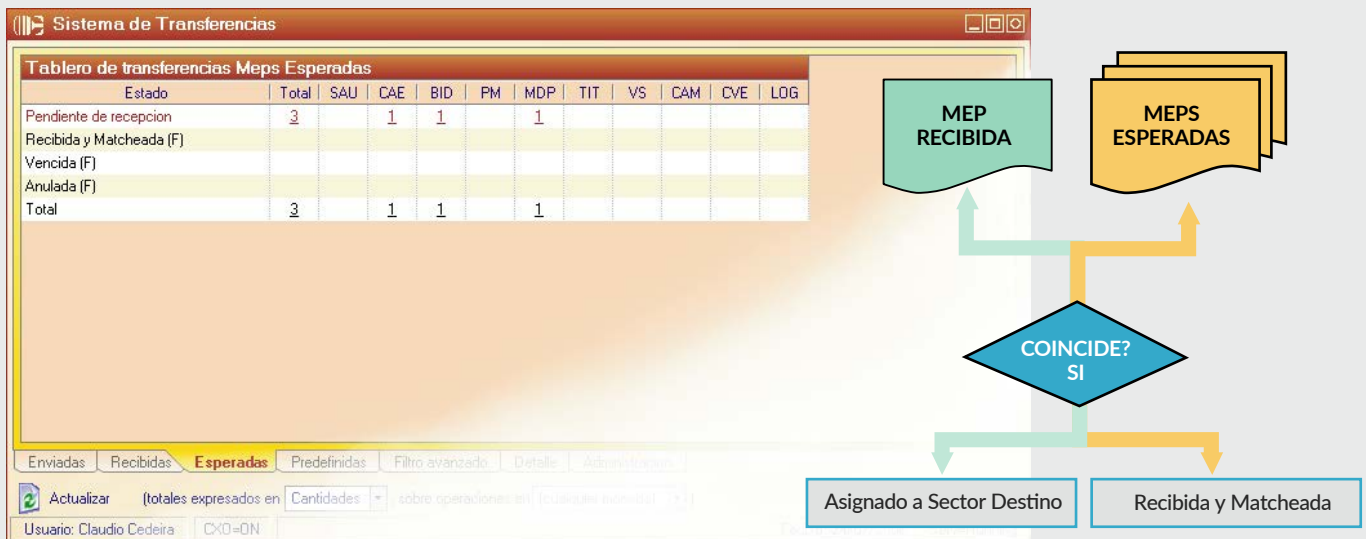 Sistema de Transferencias
Tablero de transferencias Meps Esperadas
Estado Total SAU CAE BID PM MDP TIT VS CAM CVE LOG
Pendiente de recepcion 3 1 1 1
Recibida y Matcheada (F)
Vencida (F)
Anulada (F)
Total 3 1 1 1
Enviadas Recibidas Esperadas Predefinidas Filtro avanzado Detalle Administracion
Actualizar (totales expresados en Cantidades sobre operaciones en
Usuario: Claudio Cedeira CXO=ON
MEP
RECIBIDA
MEPS
ESPERADAS
COINCIDE?
SI
Asignado a Sector Destino
Recibida y Matcheada